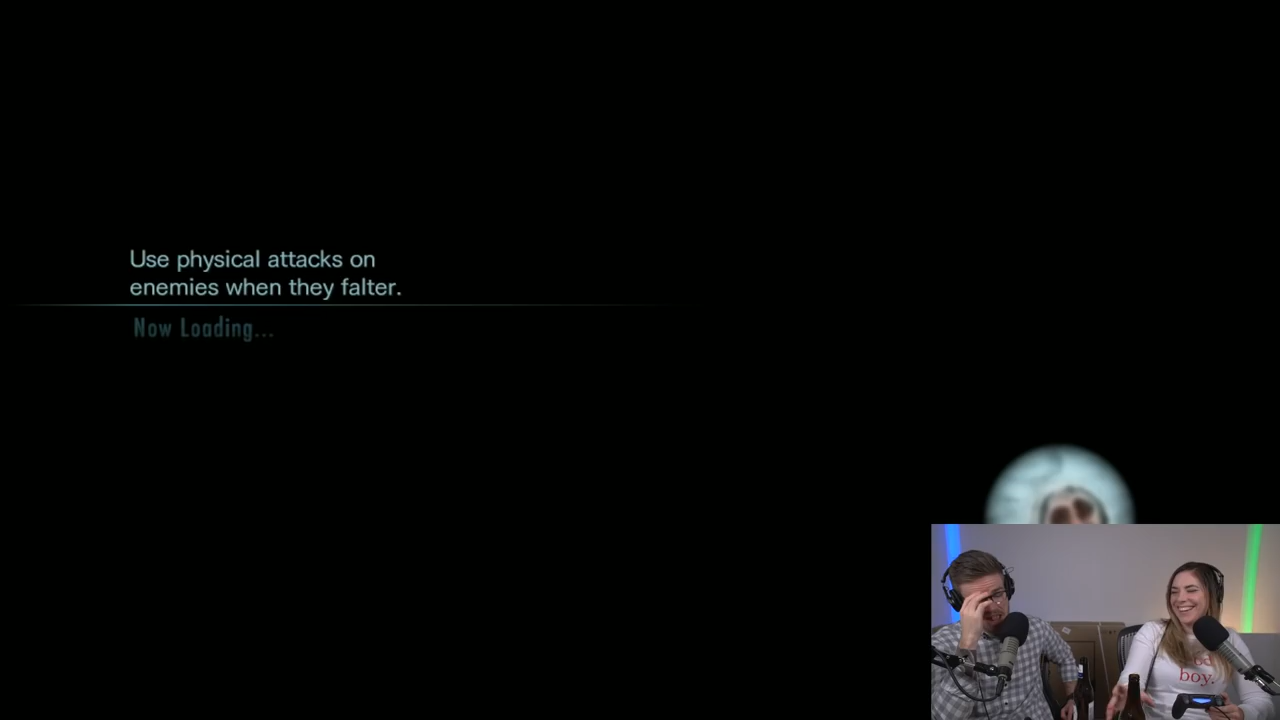 Use physical attacks on
enemies when they falter.
Now Loading...
boy.